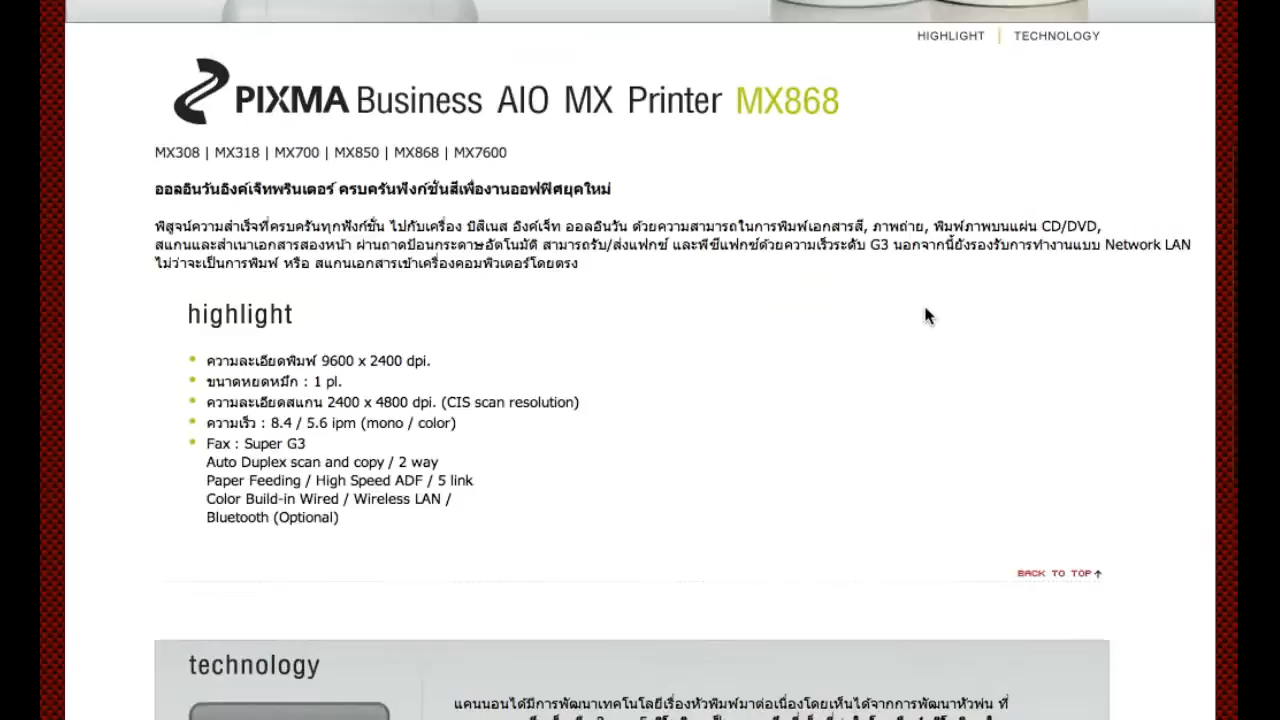 HIGHLIGHT | TECHNOLOGY
PIXMA Business AIO MX Printer MX868
MX308 | MX318 | MX700 | MX850 | MX868 | MX7600
ออลอินวันอิงค์เจ็ทพรินเตอร์ ครบครันฟังก์ชั่นสีเพื่องานออฟฟิศยุคใหม่
พิสูจน์ความสำเร็จที่ครบครันทุกฟังก์ชั่น ไปกับเครื่อง บิสิเนส อิงค์เจ็ท ออลอินวัน ด้วยความสามารถในการพิมพ์เอกสารสี, ภาพถ่าย, พิมพ์ภาพบนแผ่น CD/DVD,
สแกนและสำเนาเอกสารสองหน้า ผ่านถาดป้อนกระดาษอัตโนมัติ สามารถรับ/ส่งแฟกซ์ และพีซีแฟกซ์ด้วยความเร็วระดับ G3 นอกจากนี้ยังรองรับการทำงานแบบ Network LAN
ไม่ว่าจะเป็นการพิมพ์ หรือ สแกนเอกสารเข้าเครื่องคอมพิวเตอร์โดยตรง
highlight
ความละเอียดพิมพ์ 9600 x 2400 dpi.
ขนาดหยดหมึก : 1 pl.
ความละเอียดสแกน 2400 x 4800 dpi. (CIS scan resolution)
ความเร็ว : 8.4 / 5.6 ipm (mono / color)
Fax : Super G3
Auto Duplex scan and copy / 2 way
Paper Feeding / High Speed ADF / 5 link
Color Build-in Wired / Wireless LAN /
Bluetooth (Optional)
BACK TO TOP
technology
แคนนอนได้มีการพัฒนาเทคโนโลยีเรื่องหัวพิมพ์มาต่อเนื่องโดยเห็นได้จากการพัฒนาหัวพ่น ที่